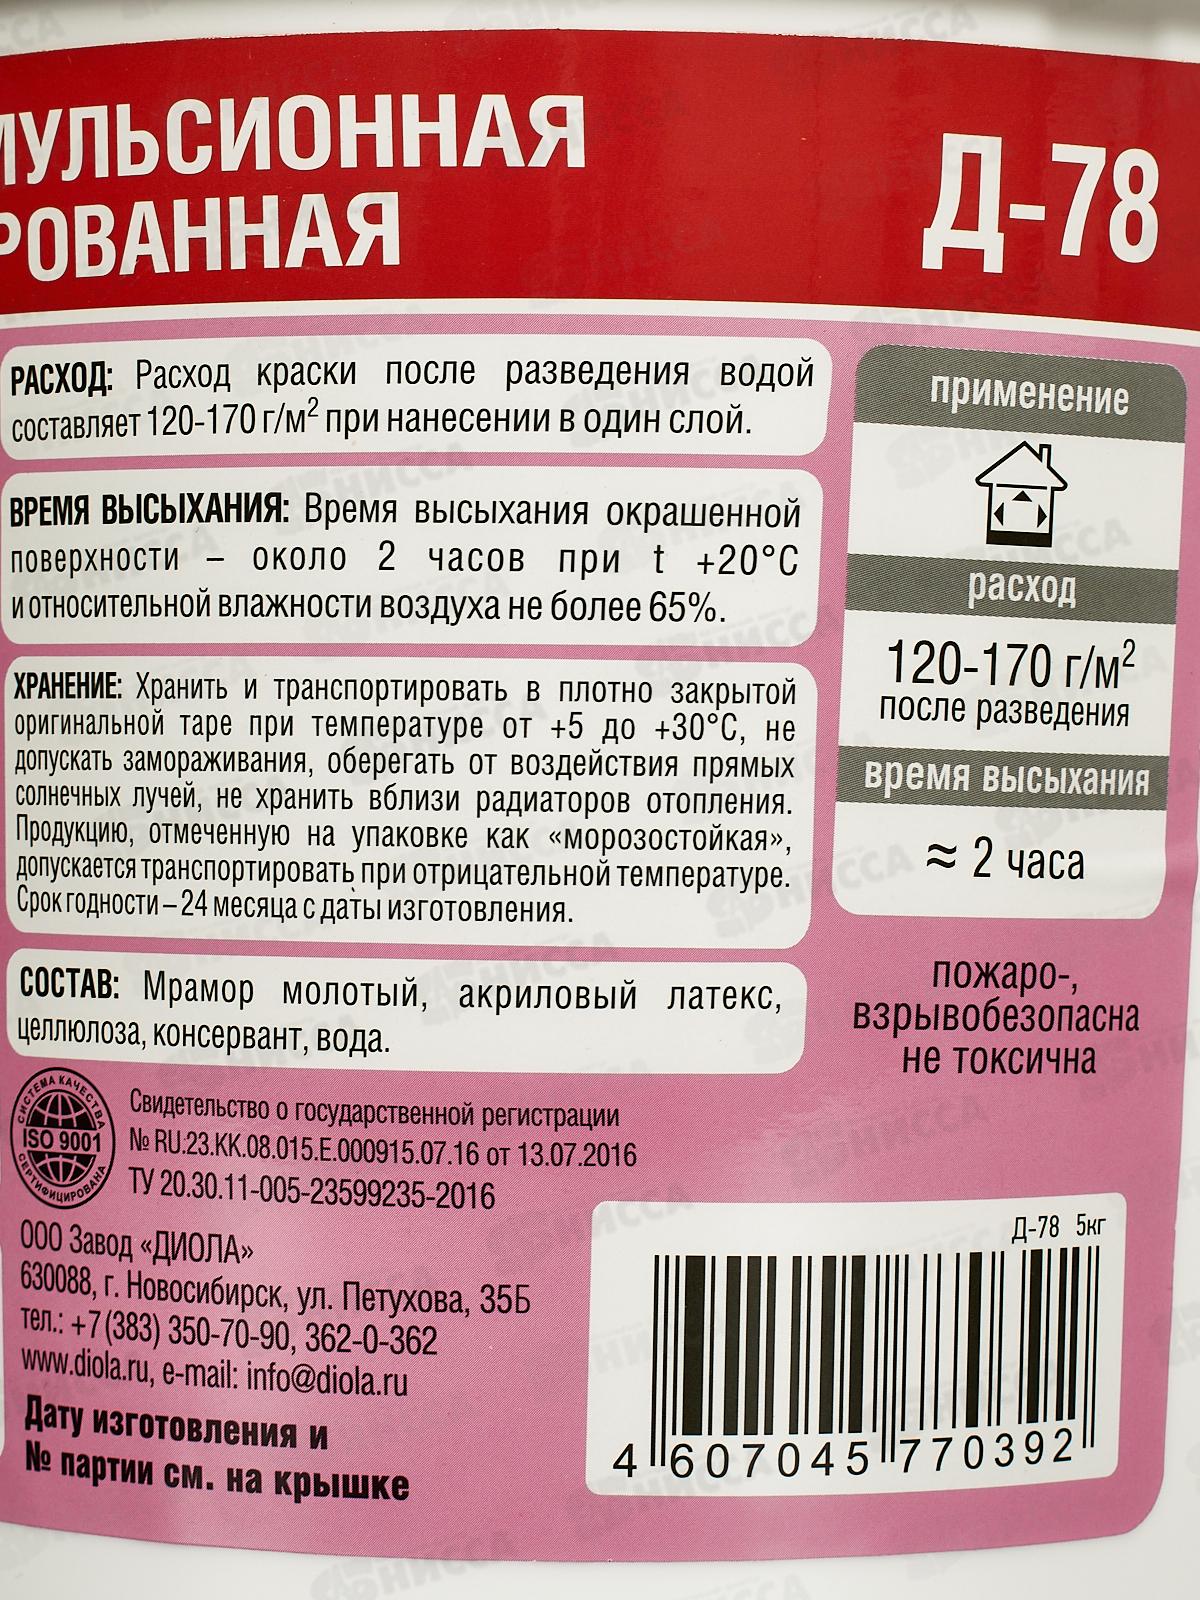 МУЛЬСИОННАЯ
РОВАННАЯ
Д-78
РАСХОД: Расход краски после разведения водой
составляет 120-170 г/м² при нанесении в один слой.
ВРЕМЯ ВЫСЫХАНИЯ: Время высыхания окрашенной
поверхности – около 2 часов при t +20°С
и относительной влажности воздуха не более 65%.
ХРАНЕНИЕ: Хранить и транспортировать в плотно закрытой
оригинальной таре при температуре от +5 до +30°С, не
допускать замораживания, оберегать от воздействия прямых
солнечных лучей, не хранить вблизи радиаторов отопления.
Продукцию, отмеченную на упаковке как «морозостойкая»,
допускается транспортировать при отрицательной температуре.
Срок годности – 24 месяца с даты изготовления.
СОСТАВ: Мрамор молотый, акриловый латекс,
целлюлоза, консервант, вода.
применение
расход
120-170 г/м²
после разведения
время высыхания
≈ 2 часа
пожаро-,
взрывобезопасна
не токсична
СИСТЕМА КАЧЕСТВА
ISO 9001
СЕРТИФИЦИРОВАНА
Свидетельство о государственной регистрации
№ RU.23.КК.08.015.Е.000915.07.16 от 13.07.2016
ТУ 20.30.11-005-23599235-2016
ООО Завод «ДИОЛА»
630088, г. Новосибирск, ул. Петухова, 35Б
тел.: +7 (383) 350-70-90, 362-0-362
www.diola.ru, e-mail: info@diola.ru
Дату изготовления и
№ партии см. на крышке
Д-78 5кг
4 607045 770392
НИССА